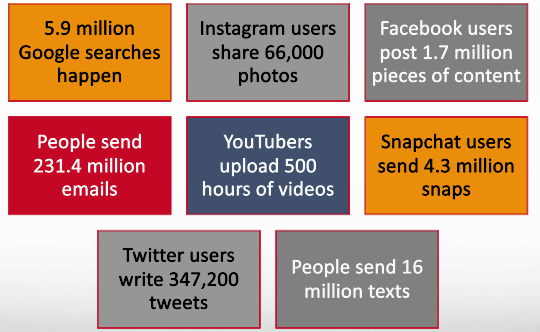 5.9 million
Google searches
happen
Instagram users
share 66,000
photos
Facebook users
post 1.7 million
pieces of content
People send
231.4 million
emails
YouTubers
upload 500
hours of videos
Snapchat users
send 4.3 million
snaps
Twitter users
write 347,200
tweets
People send 16
million texts